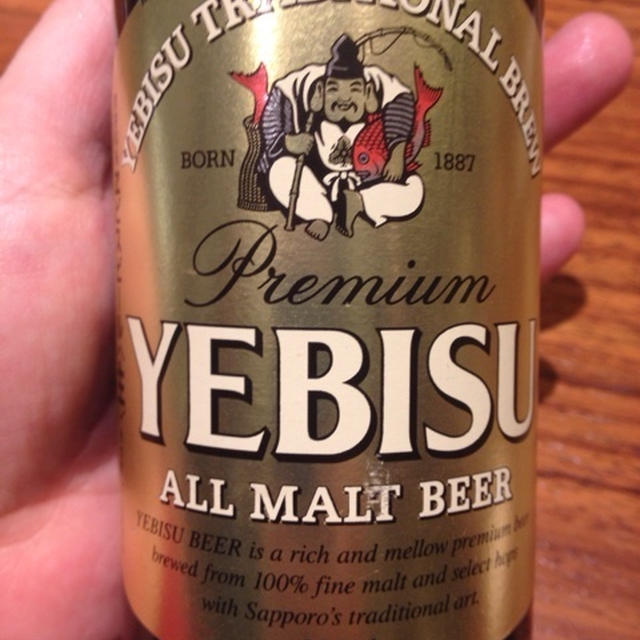 YEBISU TRADITIONAL BREW
BORN 1887
Premium
YEBISU
ALL MALT BEER
YEBISU BEER is a rich and mellow premium beer
brewed from 100% fine malt and select hops
with Sapporo's traditional art.